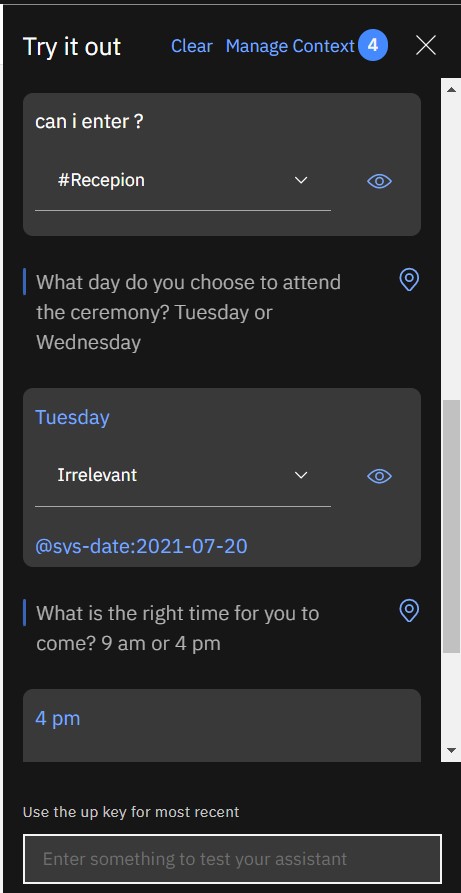 Try it out Clear Manage Context 4
can i enter ?
#Recepion
What day do you choose to attend
the ceremony? Tuesday or
Wednesday
Tuesday
Irrelevant
@svs-date:2021-07-20
What is the right time for you to
come? 9 am or 4 pm
4 pm
Use the up key for most recent
Enter something to test your assistant